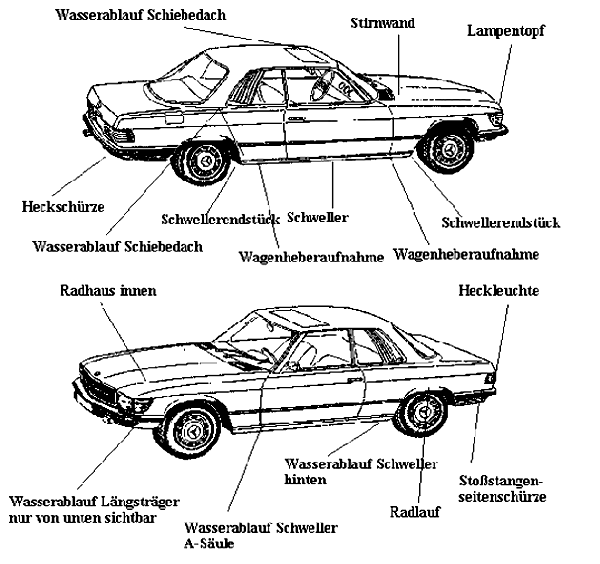 Wasserablauf Schiebedach
Stirnwand
Lampentopf
Heckschürze
Schwellerendstück
Schweller
Schwellerendstück
Wasserablauf Schiebedach
Wagenheberaufnahme
Wagenheberaufnahme
Radhaus innen
Heckleuchte
Wasserablauf Schweller
hinten
Stoßstangen-
seitenschürze
Wasserablauf Längsträger
nur von unten sichtbar
Radlauf
Wasserablauf Schweller
A-Säule